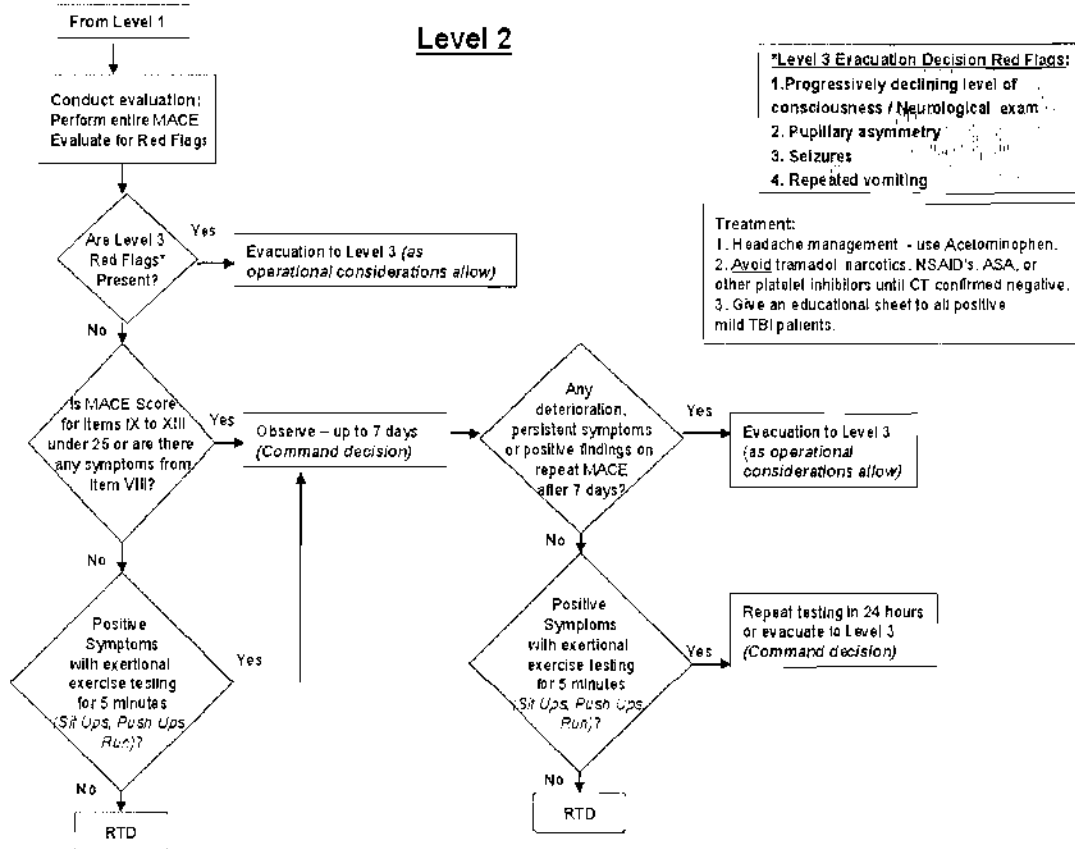 From Level 1
Level 2
Conduct evaluation:
Perform entire MACE
Evaluate for Red Flags
*Level 3 Evacuation Decision Red Flags:
1.Progressively declining level of
consciousness / Neurological exam
2. Pupillary asymmetry
3. Seizures
4. Repeated vomiting
Treatment:
1. Headache management - use Acetominophen.
2. Avoid tramadol narcotics, NSAID's, ASA, or
other platelet inhibitors until CT confirmed negative.
3. Give an educational sheet to all positive
mild TBI patients.
Are Level 3
Red Flags*
Present?
Yes
Evacuation to Level 3 (as
operational considerations allow)
No
Is MACE Score
for Items IX to XIII
under 25 or are there
any symptoms from
Item VIII?
Yes
Observe – up to 7 days
(Command decision)
Any
deterioration,
persistent symptoms
or positive findings on
repeat MACE
after 7 days?
Yes
Evacuation to Level 3
(as operational
considerations allow)
No
No
Positive
Symptoms
with exertional
exercise testing
for 5 minutes
(Sit Ups, Push Ups
Run)?
Yes
Positive
Symptoms
with exertional
exercise testing
for 5 minutes
(Sit Ups, Push Ups,
Run)?
Yes
Repeat testing in 24 hours
or evacuate to Level 3
(Command decision)
No
RTD
No
RTD